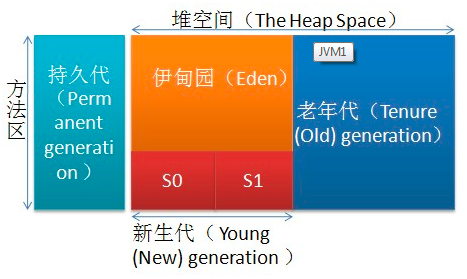 堆空间（The Heap Space）
方法区
持久代
（Perm
anent
generati
on ）
伊甸园（Eden）
S0
S1
JVM1
老年代（Tenure
(Old) generation）
新生代（ Young
(New) generation ）